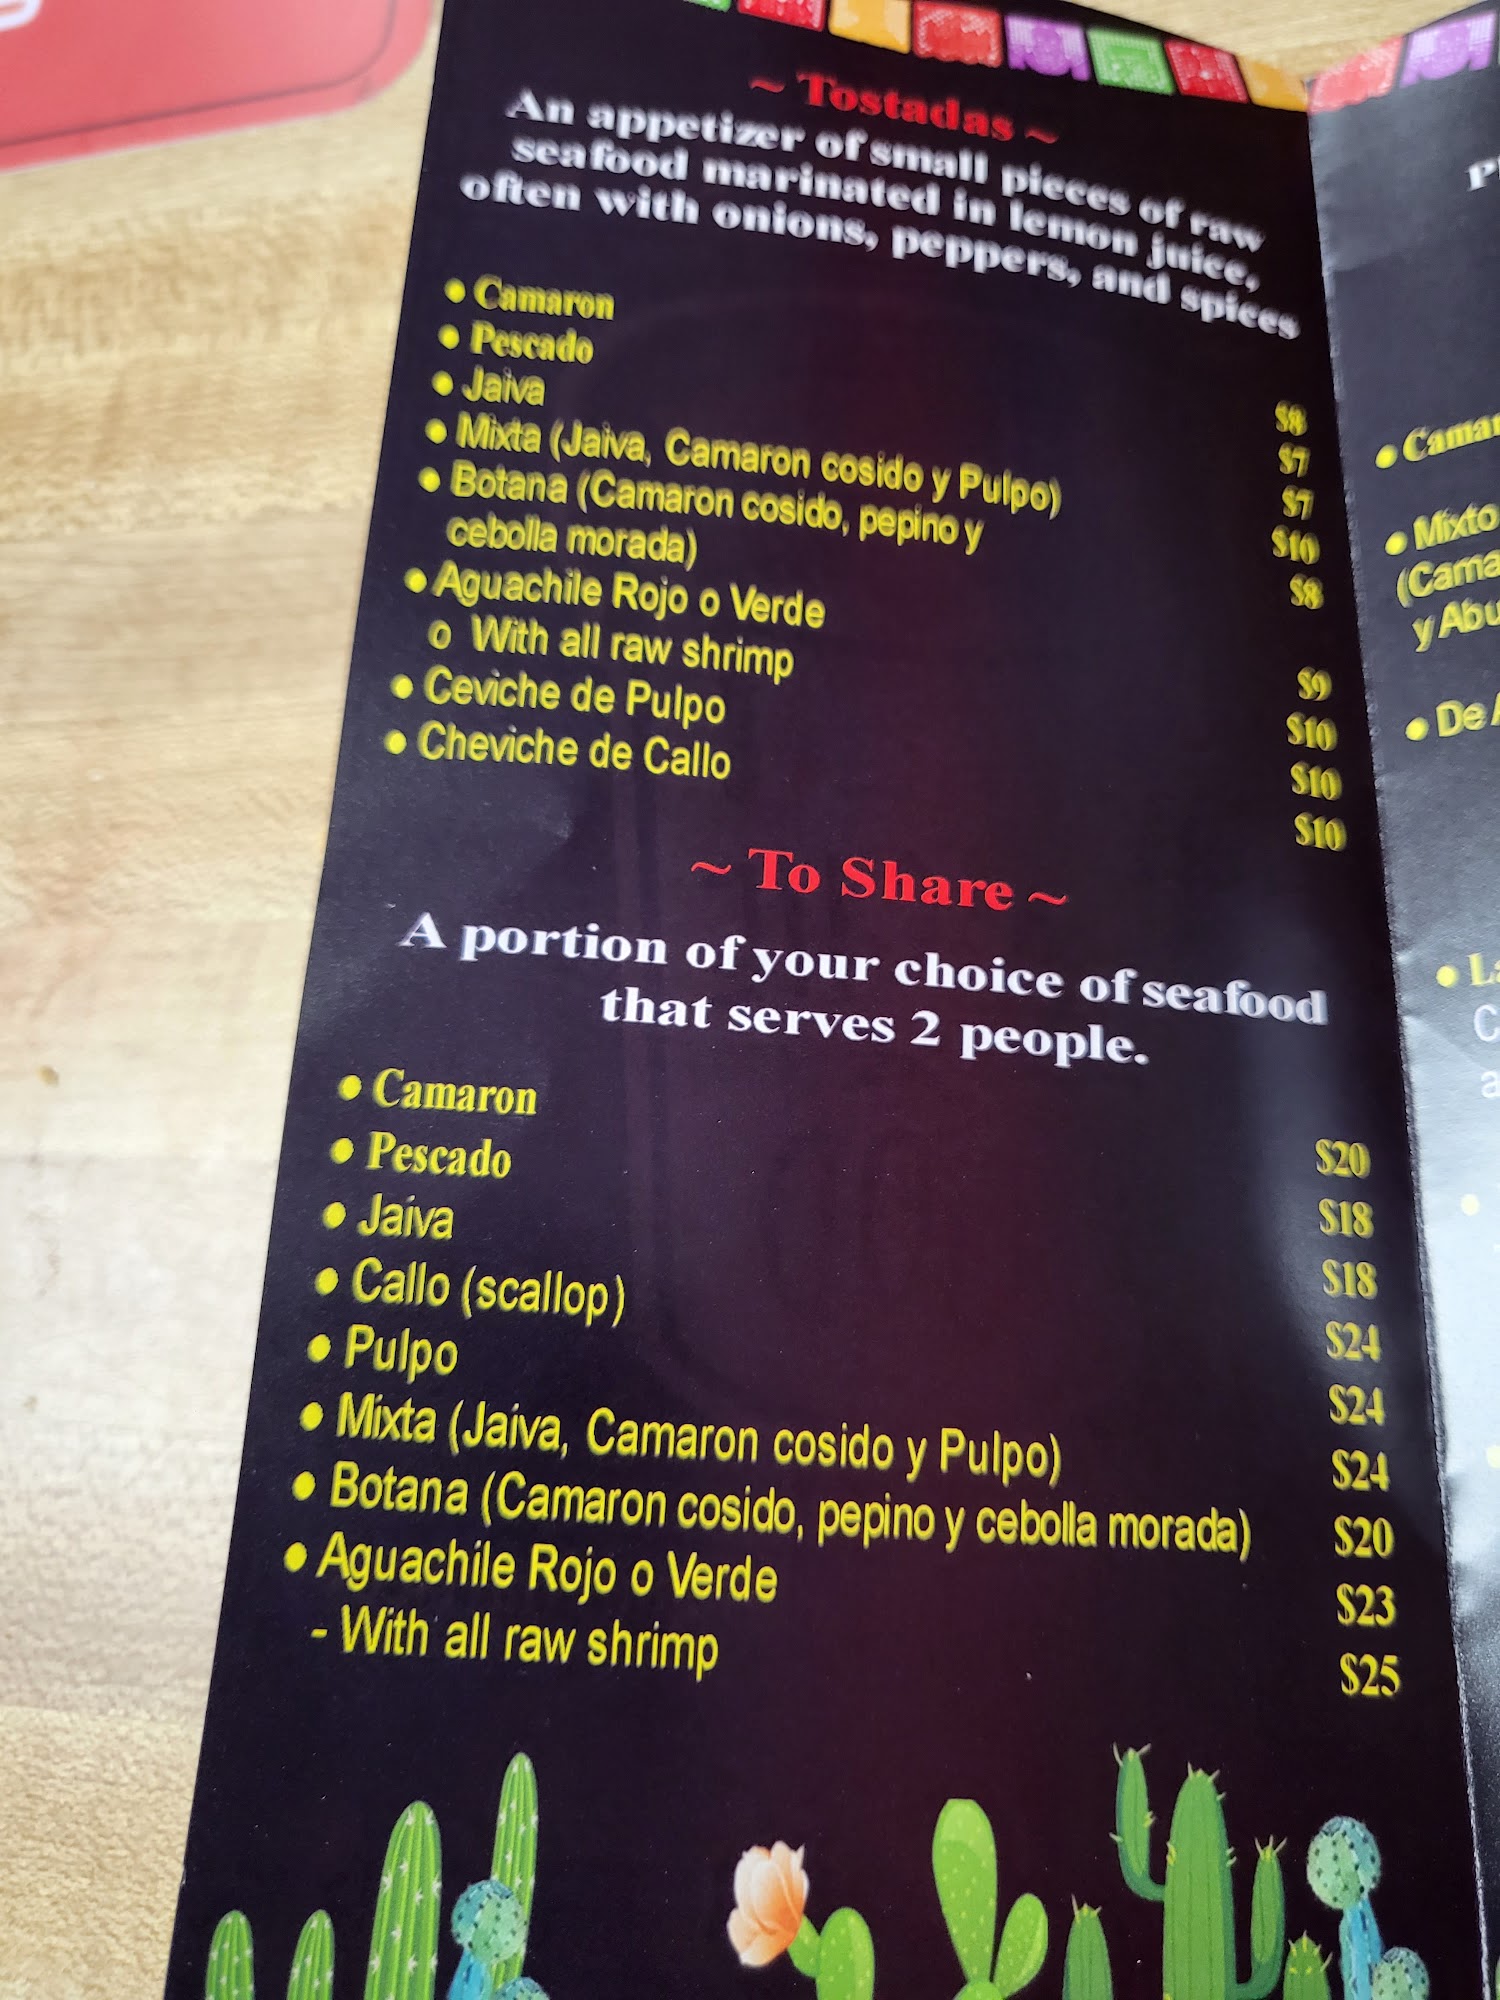 ~ Tostadas ~
An appetizer of small pieces of raw
seafood marinated in lemon juice,
often with onions, peppers, and spices
● Camaron $8
● Pescado $7
● Jaiva $7
● Mixta (Jaiva, Camaron cosido y Pulpo) $10
● Botana (Camaron cosido, pepino y $8
cebolla morada)
● Aguachile Rojo o Verde $9
o With all raw shrimp $10
● Ceviche de Pulpo $10
● Cheviche de Callo $10
~ To Share ~
A portion of your choice of seafood
that serves 2 people.
● Camaron $20
● Pescado $18
● Jaiva $18
● Callo (scallop) $24
● Pulpo $24
● Mixta (Jaiva, Camaron cosido y Pulpo) $24
● Botana (Camaron cosido, pepino y cebolla morada) $20
● Aguachile Rojo o Verde $23
- With all raw shrimp $25
● Mixto
y
● De